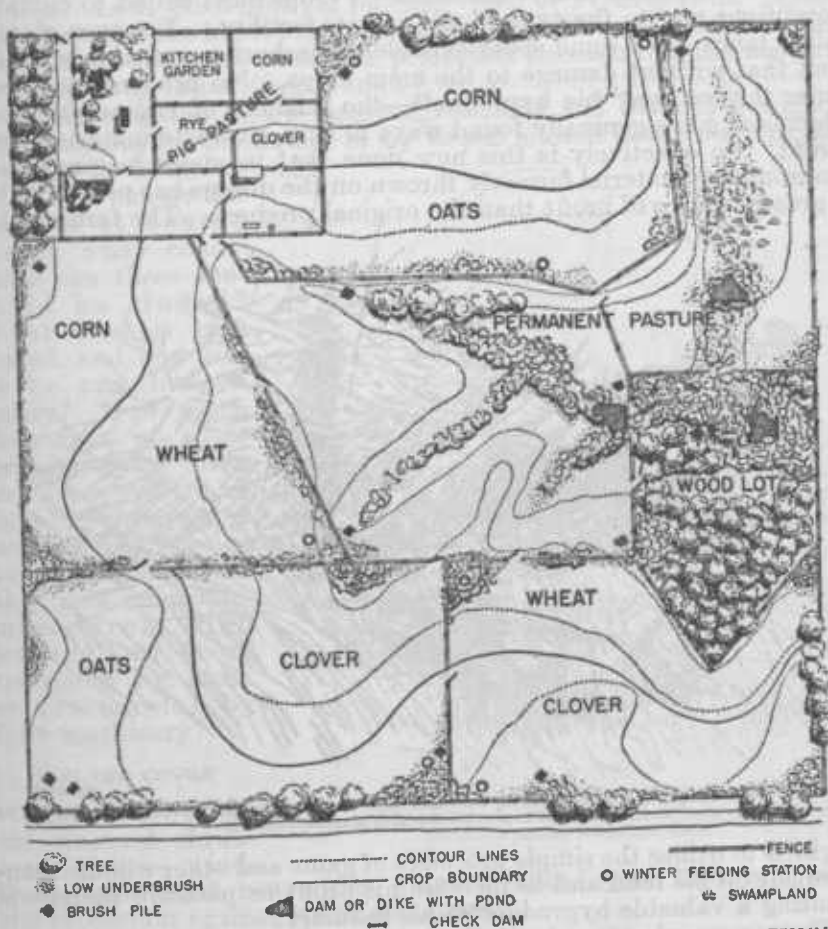 KITCHEN
GARDEN
CORN
CORN
RYE
PIG-PASTURE
CLOVER
OATS
PERMANENT PASTURE
CORN
WHEAT
WOOD LOT
WHEAT
OATS
CLOVER
CLOVER
TREE
LOW UNDERBRUSH
BRUSH PILE
CONTOUR LINES
CROP BOUNDARY
DAM OR DIKE WITH POND
CHECK DAM
FENCE
WINTER FEEDING STATION
SWAMPLAND